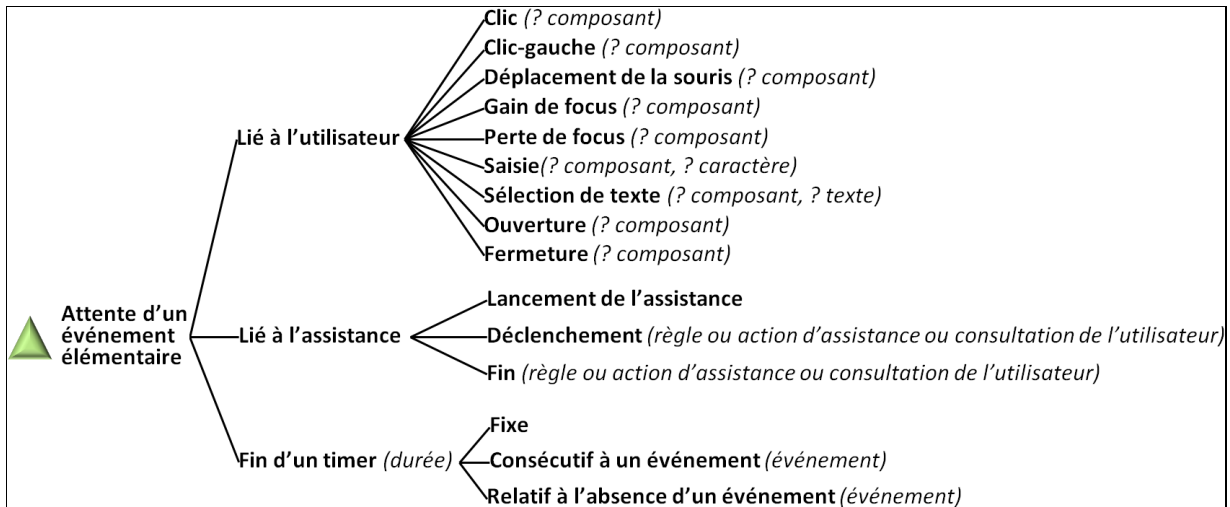 Clic (? composant)
Clic-gauche (? composant)
Déplacement de la souris (? composant)
Gain de focus (? composant)
Lié à l'utilisateur
Perte de focus (? composant)
Saisie(? composant, ? caractère)
Sélection de texte (? composant, ? texte)
Ouverture (? composant)
Fermeture (? composant)
Attente d'un
événement
élémentaire
Lié à l'assistance
Lancement de l'assistance
Déclenchement (règle ou action d'assistance ou consultation de l'utilisateur)
Fin (règle ou action d'assistance ou consultation de l'utilisateur)
Fin d'un timer (durée)
Fixe
Consécutif à un événement (événement)
Relatif à l'absence d'un événement (événement)